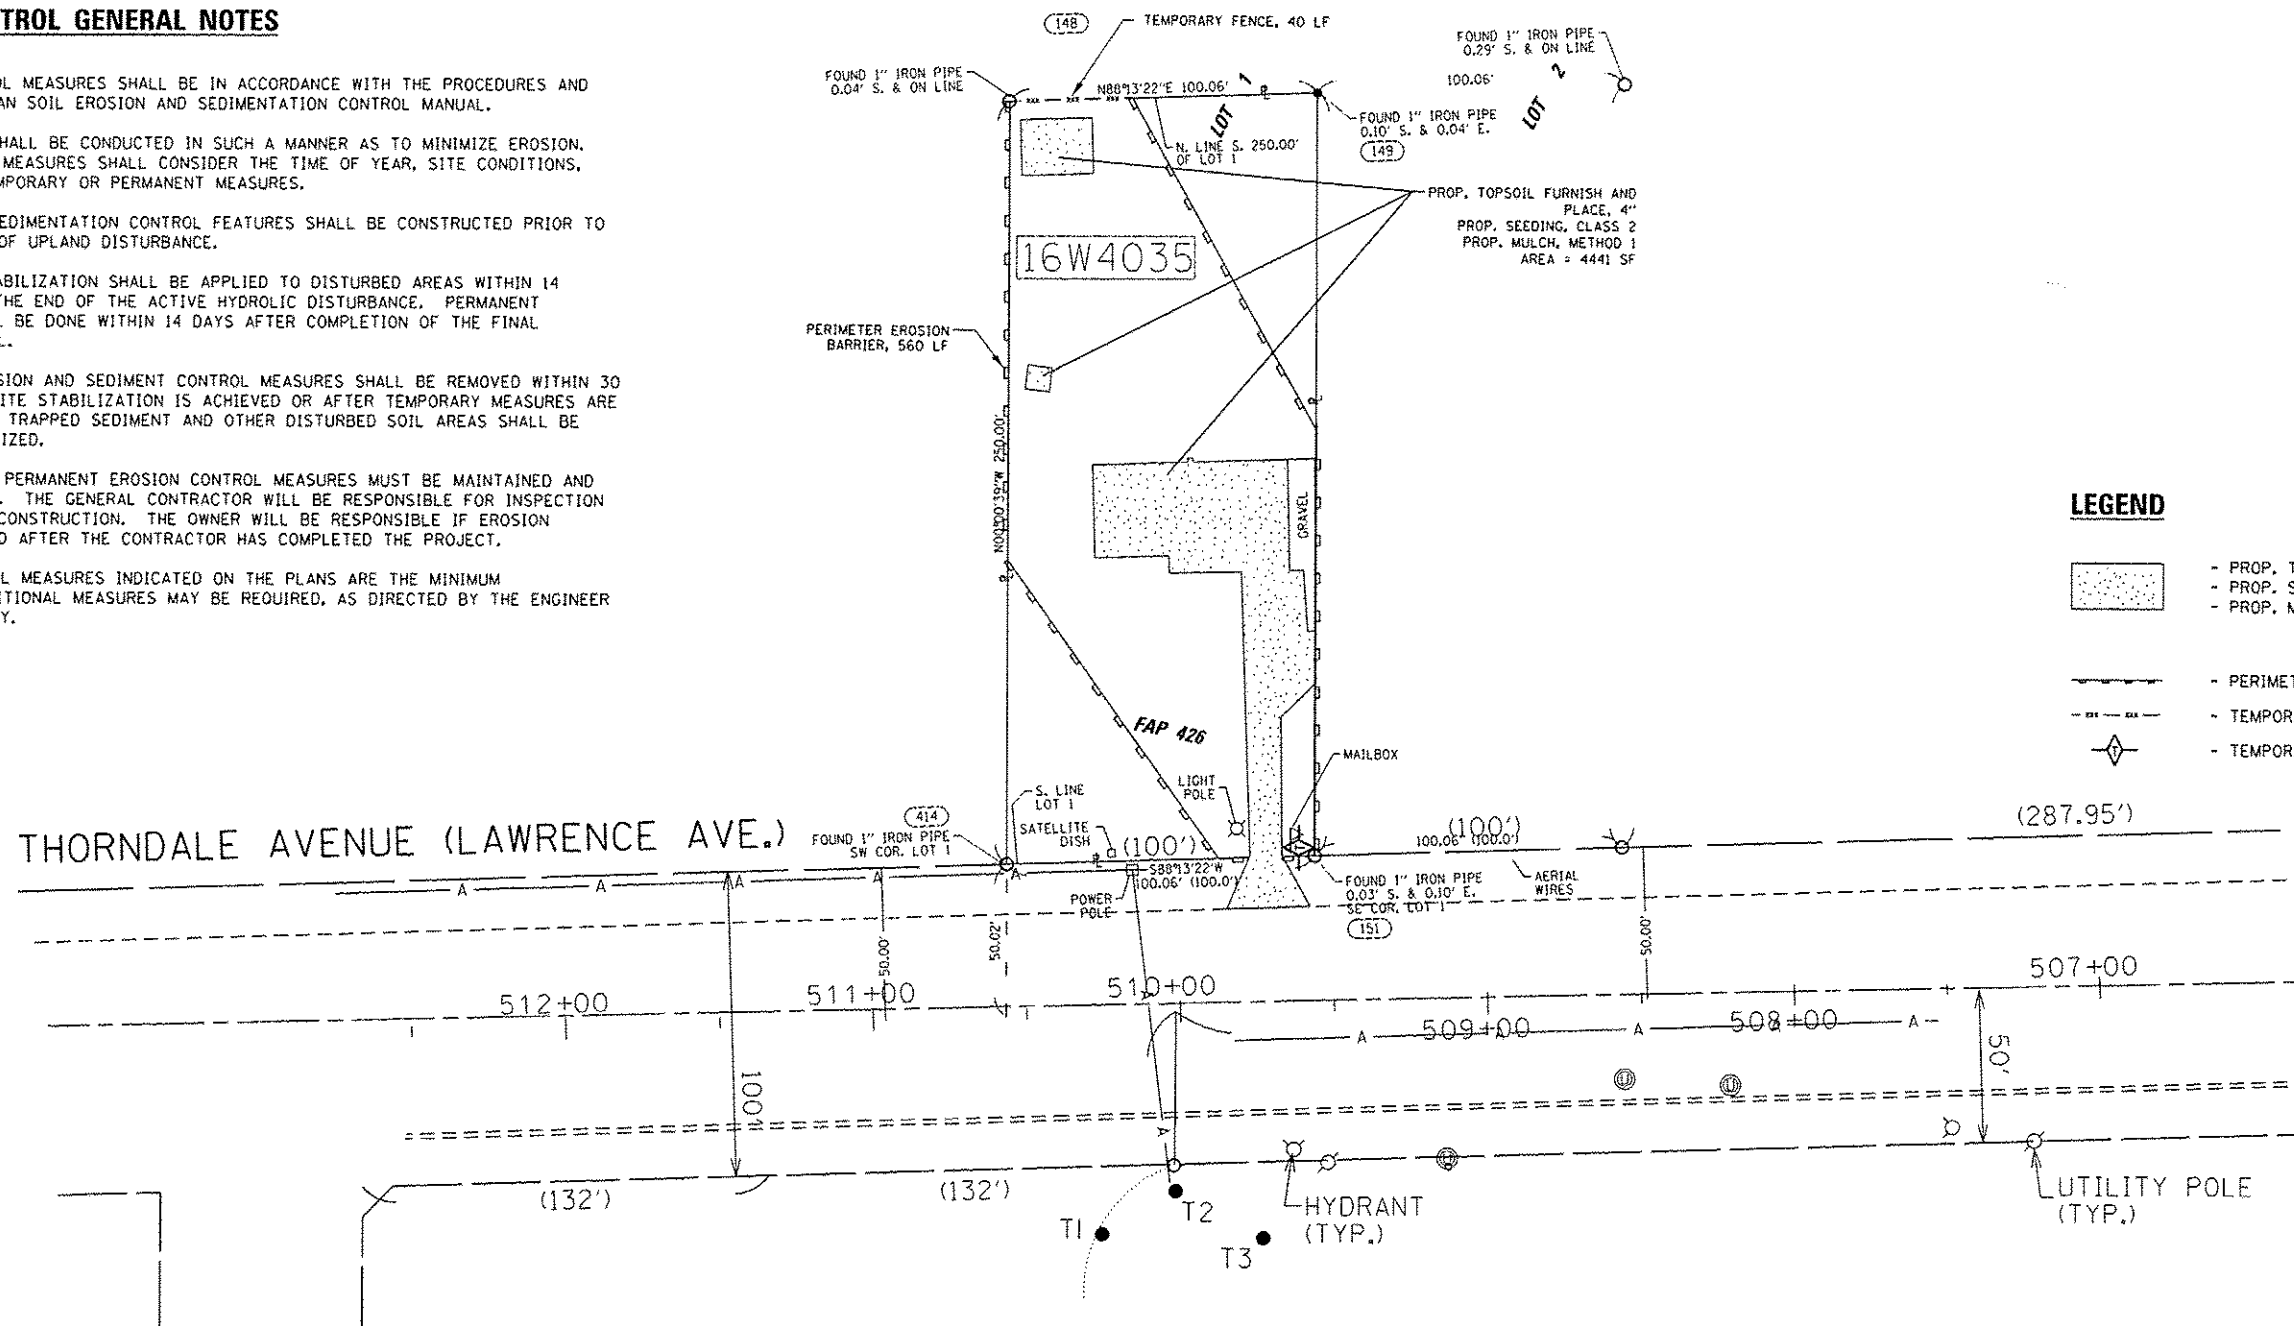 TROL GENERAL NOTES
OL MEASURES SHALL BE IN ACCORDANCE WITH THE PROCEDURES AND
AN SOIL EROSION AND SEDIMENTATION CONTROL MANUAL.
HALL BE CONDUCTED IN SUCH A MANNER AS TO MINIMIZE EROSION.
MEASURES SHALL CONSIDER THE TIME OF YEAR, SITE CONDITIONS,
MPORARY OR PERMANENT MEASURES.
EDIMENTATION CONTROL FEATURES SHALL BE CONSTRUCTED PRIOR TO
OF UPLAND DISTURBANCE.
ABILIZATION SHALL BE APPLIED TO DISTURBED AREAS WITHIN 14
THE END OF THE ACTIVE HYDROLIC DISTURBANCE. PERMANENT
BE DONE WITHIN 14 DAYS AFTER COMPLETION OF THE FINAL
SION AND SEDIMENT CONTROL MEASURES SHALL BE REMOVED WITHIN 30
ITE STABILIZATION IS ACHIEVED OR AFTER TEMPORARY MEASURES ARE
TRAPPED SEDIMENT AND OTHER DISTURBED SOIL AREAS SHALL BE
IZED.
PERMANENT EROSION CONTROL MEASURES MUST BE MAINTAINED AND
THE GENERAL CONTRACTOR WILL BE RESPONSIBLE FOR INSPECTION
CONSTRUCTION. THE OWNER WILL BE RESPONSIBLE IF EROSION
D AFTER THE CONTRACTOR HAS COMPLETED THE PROJECT.
L MEASURES INDICATED ON THE PLANS ARE THE MINIMUM
ITIONAL MEASURES MAY BE REQUIRED, AS DIRECTED BY THE ENGINEER
Y.
148
TEMPORARY FENCE, 40 LF
FOUND 1" IRON PIPE
0.04' S. & ON LINE
N88°13'22"E 100.06'
LOT 1
N. LINE S. 250.00'
OF LOT 1
FOUND 1" IRON PIPE
0.29' S. & ON LINE
100.06'
LOT 2
FOUND 1" IRON PIPE
0.10' S. & 0.04' E.
149
PROP. TOPSOIL FURNISH AND
PLACE, 4"
PROP. SEEDING, CLASS 2
PROP. MULCH, METHOD 1
AREA = 4441 SF
16W4035
PERIMETER EROSION
BARRIER, 560 LF
N00°00'39"W 250.00'
GRAVEL
FAP 426
LIGHT
POLE
MAILBOX
S. LINE
LOT 1
SATELLITE
DISH
414
FOUND 1" IRON PIPE
SW COR. LOT 1
THORNDALE AVENUE (LAWRENCE AVE.)
(100')
S88°13'22"W
100.06' (100.0')
POWER
POLE
(100')
100.06' (100.0')
FOUND 1" IRON PIPE
0.03' S. & 0.10' E.
SE COR. LOT 1
151
AERIAL
WIRES
(287.95')
LEGEND
- PROP. T
- PROP. S
- PROP. M
- PERIMET
- TEMPOR
- TEMPOR
T
A A A A A
50.00'
50.02'
50.00'
512+00
511+00
510+00
509+00
508+00
507+00
A A A A
A
100'
50'
(132')
(132')
T1
T2
T3
HYDRANT
(TYP.)
UTILITY POLE
(TYP.)